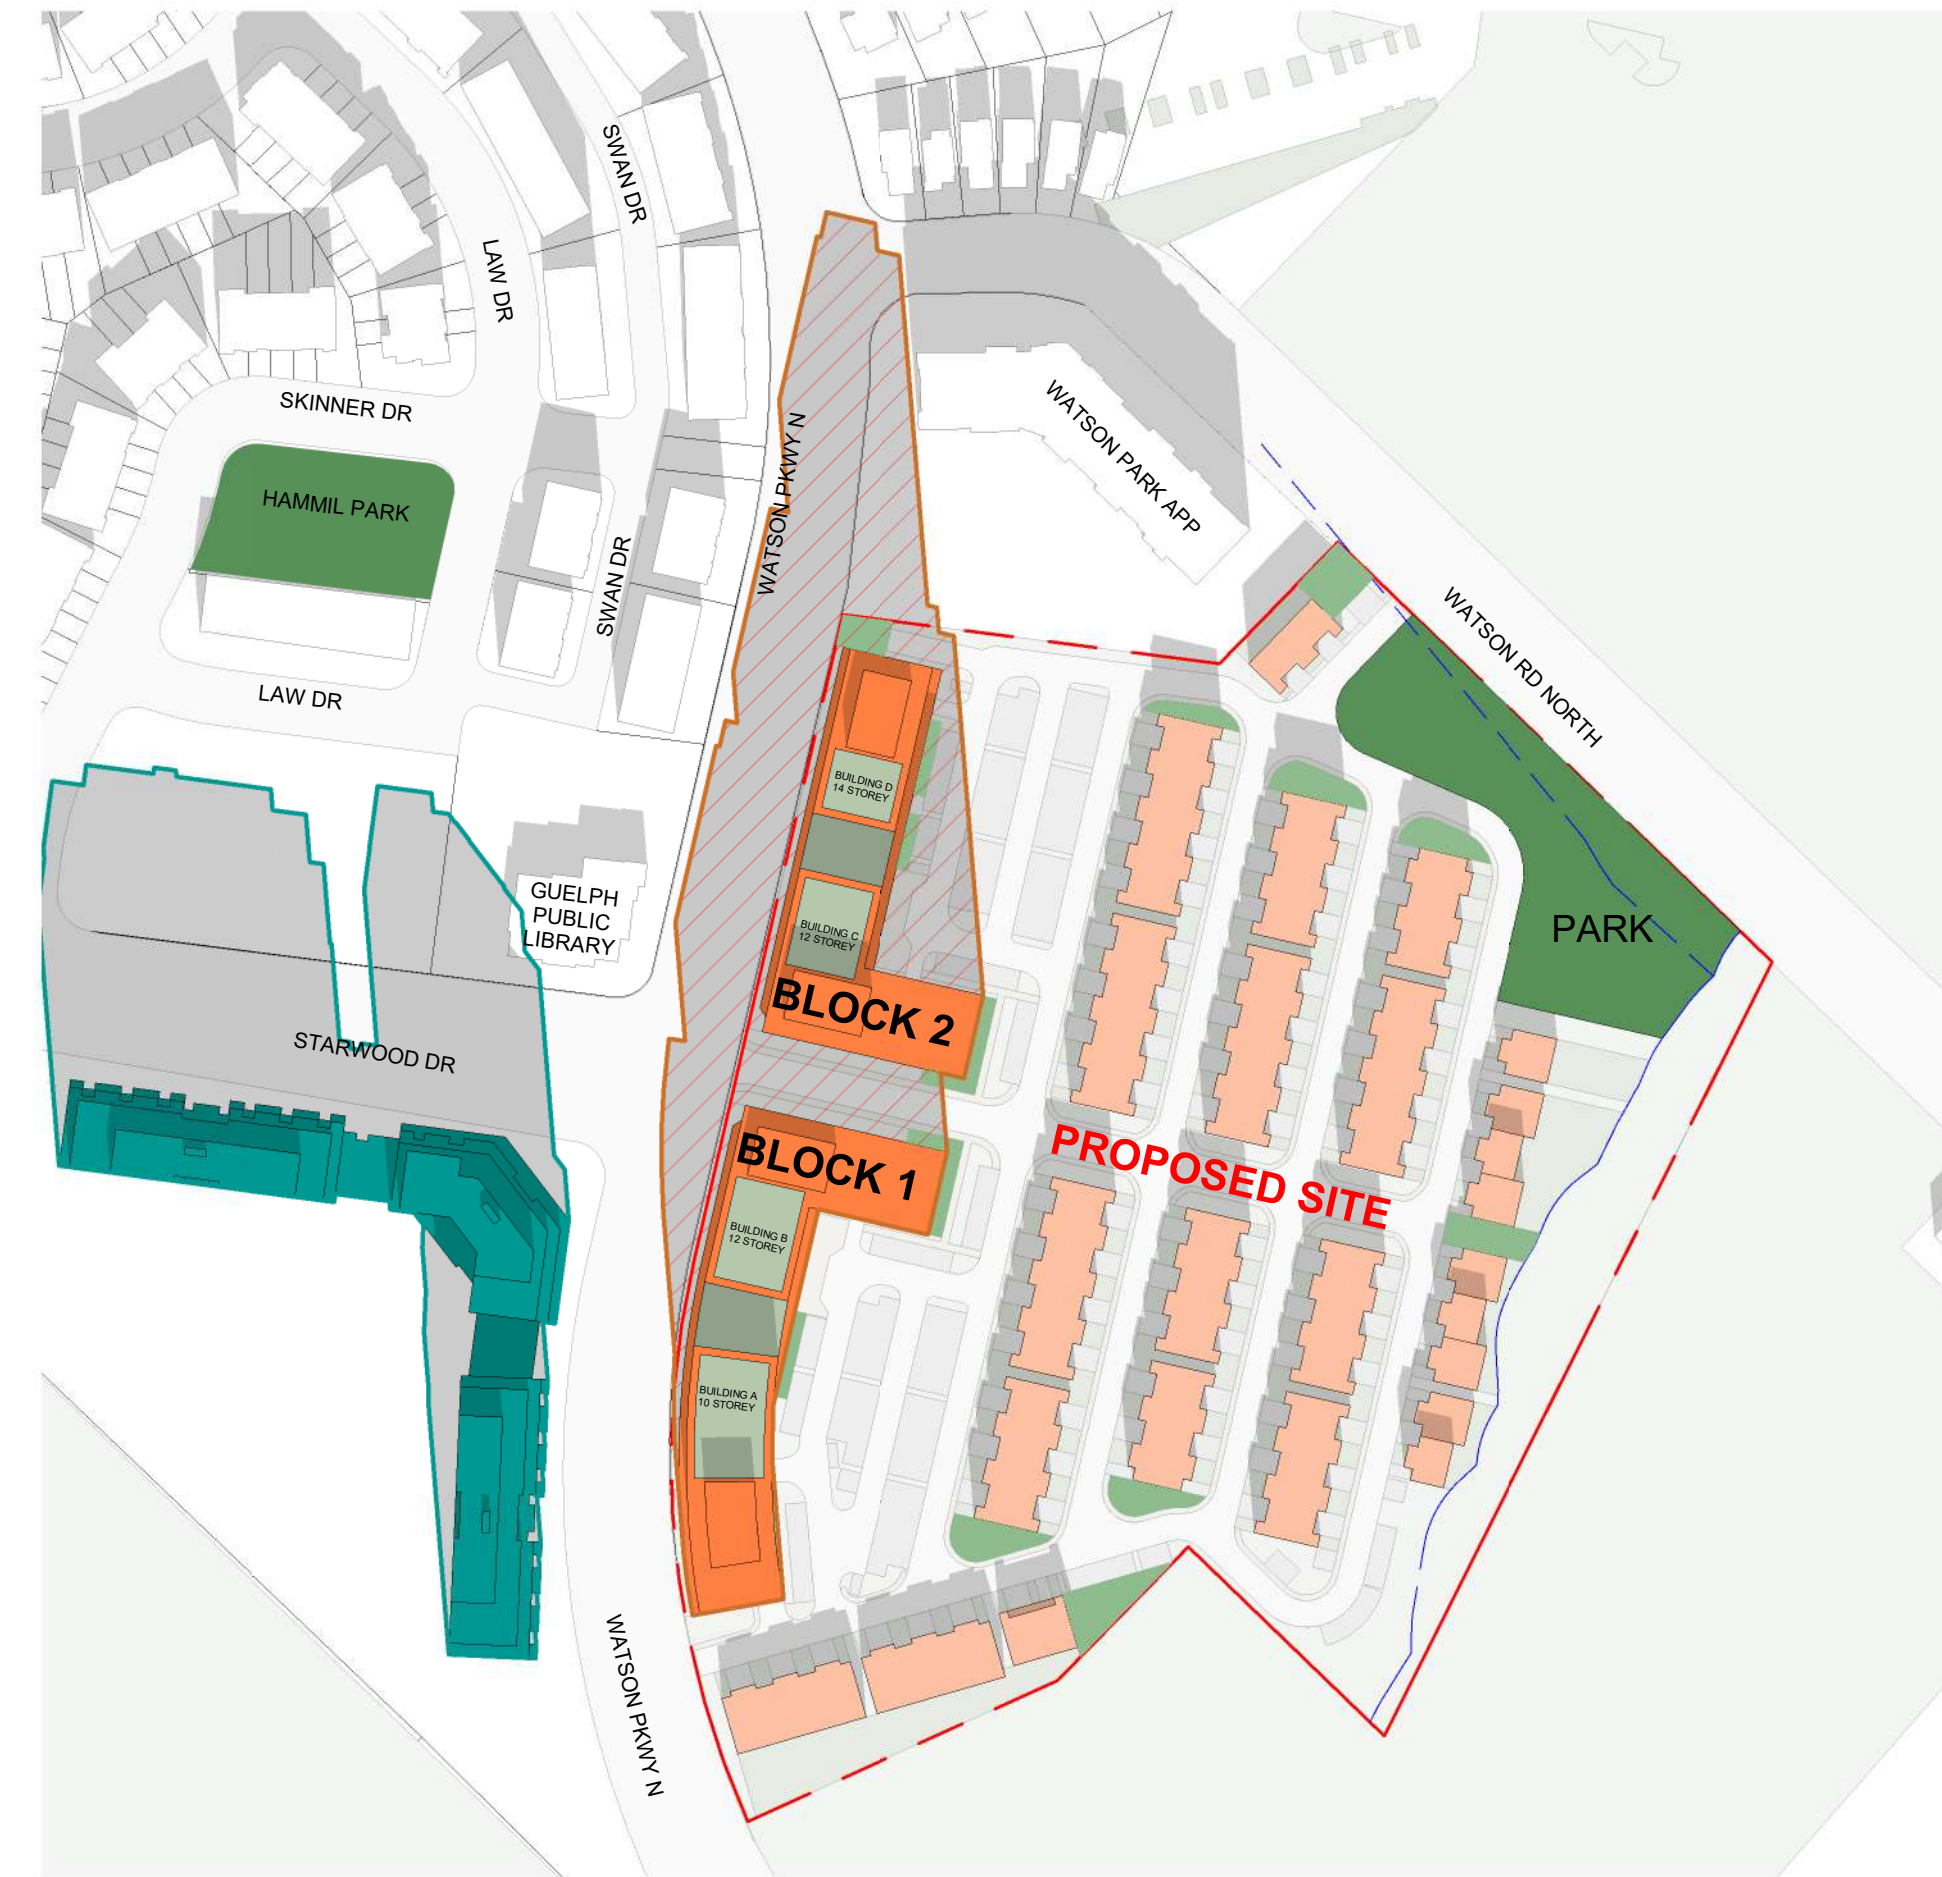 SWAN DR
LAW DR
SKINNER DR
WATSON PKWY N
WATSON PARK APP
HAMMIL PARK
SWAN DR
WATSON RD NORTH
LAW DR
BUILDING D
14 STOREY
GUELPH
PUBLIC
LIBRARY
BUILDING C
12 STOREY
PARK
BLOCK 2
STARWOOD DR
BLOCK 1
PROPOSED SITE
BUILDING B
12 STOREY
BUILDING A
10 STOREY
WATSON PKWY N